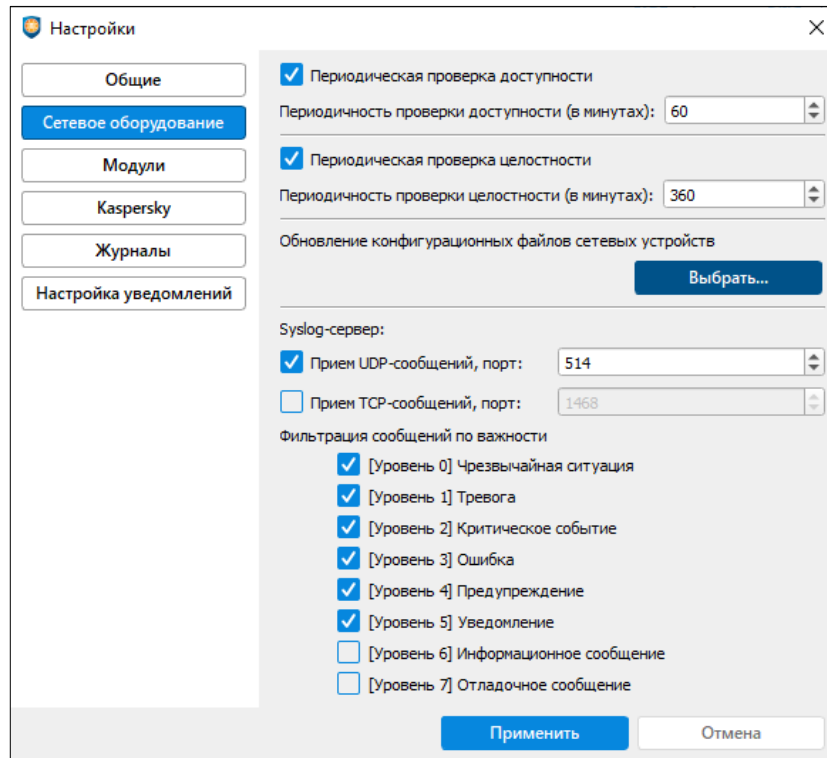 Настройки
Общие
Сетевое оборудование
Модули
Kaspersky
Журналы
Настройка уведомлений
Периодическая проверка доступности
Периодичность проверки доступности (в минутах): 60
Периодическая проверка целостности
Периодичность проверки целостности (в минутах): 360
Обновление конфигурационных файлов сетевых устройств
Выбрать...
Syslog-сервер:
Прием UDP-сообщений, порт: 514
Прием TCP-сообщений, порт: 1468
Фильтрация сообщений по важности
[Уровень 0] Чрезвычайная ситуация
[Уровень 1] Тревога
[Уровень 2] Критическое событие
[Уровень 3] Ошибка
[Уровень 4] Предупреждение
[Уровень 5] Уведомление
[Уровень 6] Информационное сообщение
[Уровень 7] Отладочное сообщение
Применить Отмена